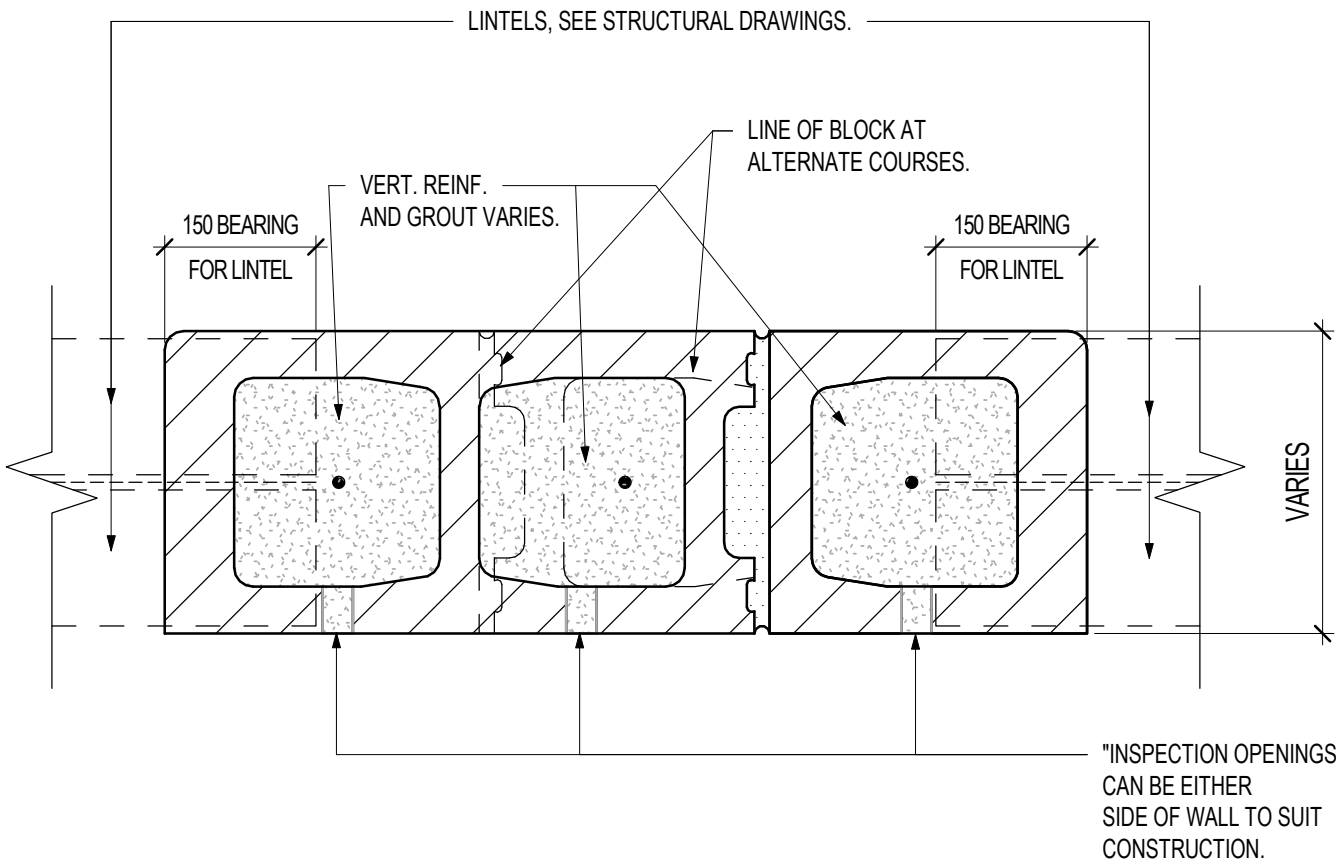 LINTELS, SEE STRUCTURAL DRAWINGS.
LINE OF BLOCK AT
ALTERNATE COURSES.
VERT. REINF.
AND GROUT VARIES.
150 BEARING
FOR LINTEL
150 BEARING
FOR LINTEL
VARIES
"INSPECTION OPENINGS
CAN BE EITHER
SIDE OF WALL TO SUIT
CONSTRUCTION.